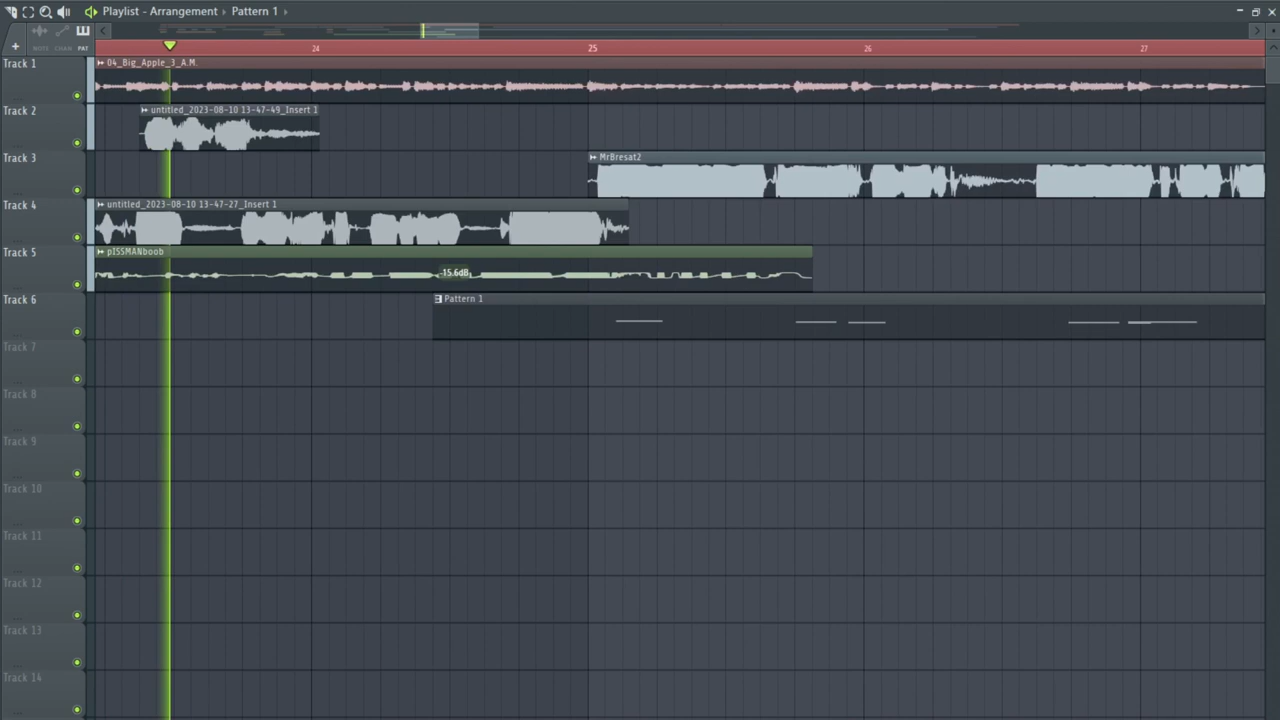 Playlist - Arrangement › Pattern 1 ›
NOTE CHAN PAT
24 25 26 27
Track 1
04_Big_Apple_3_A.M.
Track 2
untitled_2023-08-10 13-47-49_Insert 1
Track 3
MrBresat2
Track 4
untitled_2023-08-10 13-47-27_Insert 1
Track 5
pISSMANboob
-15.6dB
Track 6
Pattern 1
Track 7
Track 8
Track 9
Track 10
Track 11
Track 12
Track 13
Track 14